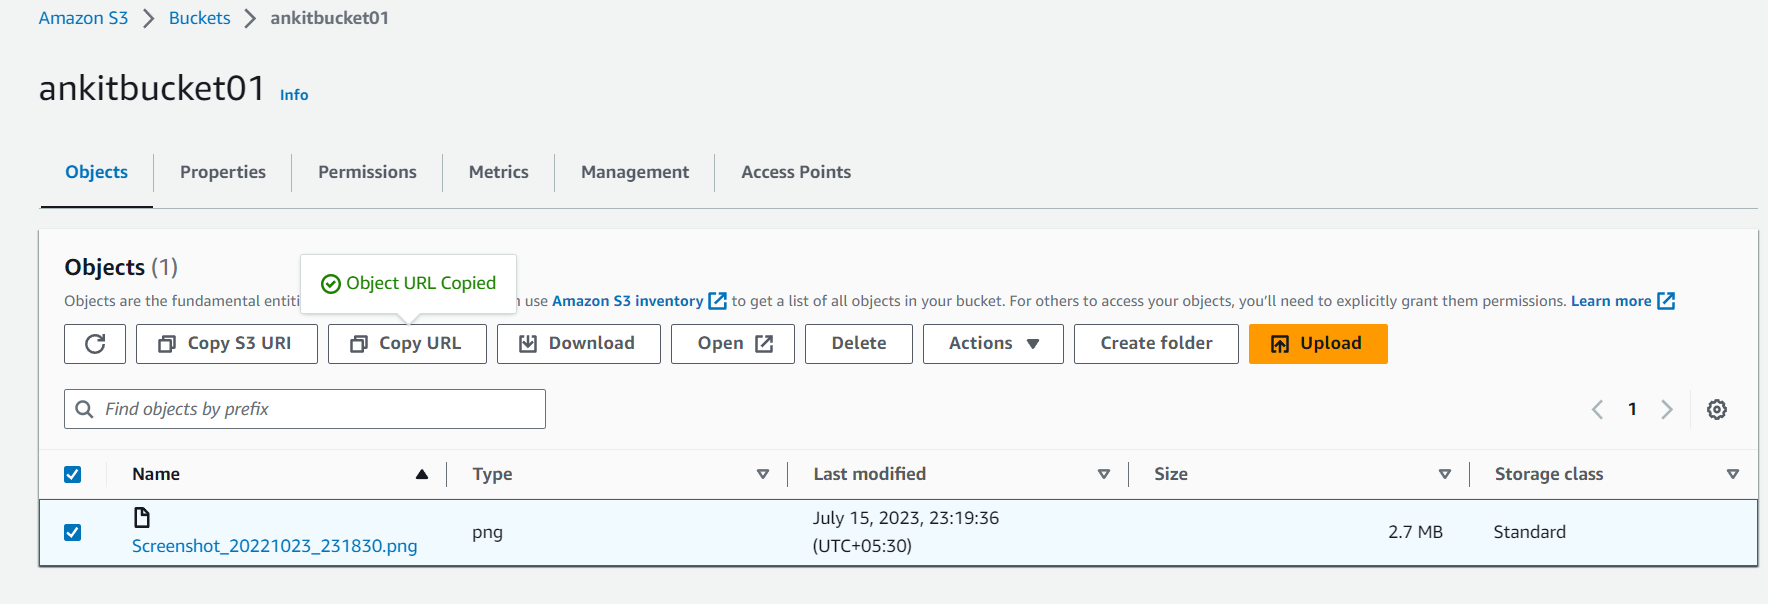 Amazon S3 > Buckets > ankitbucket01
ankitbucket01 Info
Objects Properties Permissions Metrics Management Access Points
Objects (1)
Object URL Copied
Objects are the fundamental use Amazon S3 inventory to get a list of all objects in your bucket. For others to access your objects, you'll need to explicitly grant them permissions. Learn more
Copy S3 URI Copy URL Download Open Delete Actions Create folder Upload
Find objects by prefix
1
Name Type Last modified Size Storage class
Screenshot_20221023_231830.png png July 15, 2023, 23:19:36 (UTC+05:30) 2.7 MB Standard